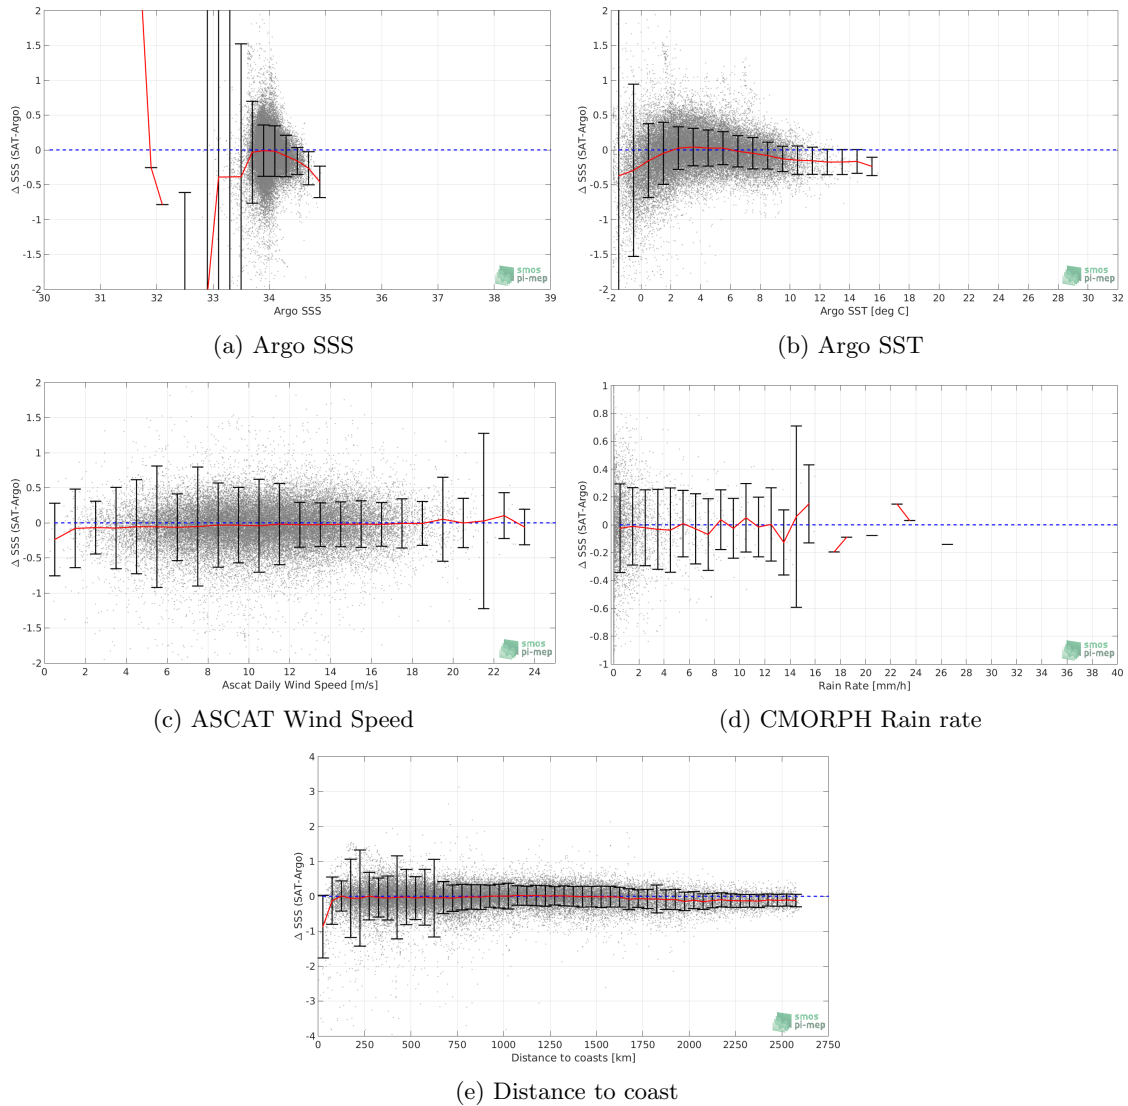 2
1.5
1
0.5
0
-0.5
-1
-1.5
-2
Δ SSS (SAT-Argo)
30 31 32 33 34 35 36 37 38 39
Argo SSS
smos
pi-mep
(a) Argo SSS
2
1.5
1
0.5
0
-0.5
-1
-1.5
-2
Δ SSS (SAT-Argo)
-2 0 2 4 6 8 10 12 14 16 18 20 22 24 26 28 30 32
Argo SST [deg C]
smos
pi-mep
(b) Argo SST
2
1.5
1
0.5
0
-0.5
-1
-1.5
-2
Δ SSS (SAT-Argo)
0 2 4 6 8 10 12 14 16 18 20 22 24
Ascat Daily Wind Speed [m/s]
smos
pi-mep
(c) ASCAT Wind Speed
1
0.8
0.6
0.4
0.2
0
-0.2
-0.4
-0.6
-0.8
-1
Δ SSS (SAT-Argo)
0 2 4 6 8 10 12 14 16 18 20 22 24 26 28 30 32 34 36 38 40
Rain Rate [mm/h]
smos
pi-mep
(d) CMORPH Rain rate
4
3
2
1
0
-1
-2
-3
-4
Δ SSS (SAT-Argo)
0 250 500 750 1000 1250 1500 1750 2000 2250 2500 2750
Distance to coasts [km]
smos
pi-mep
(e) Distance to coast